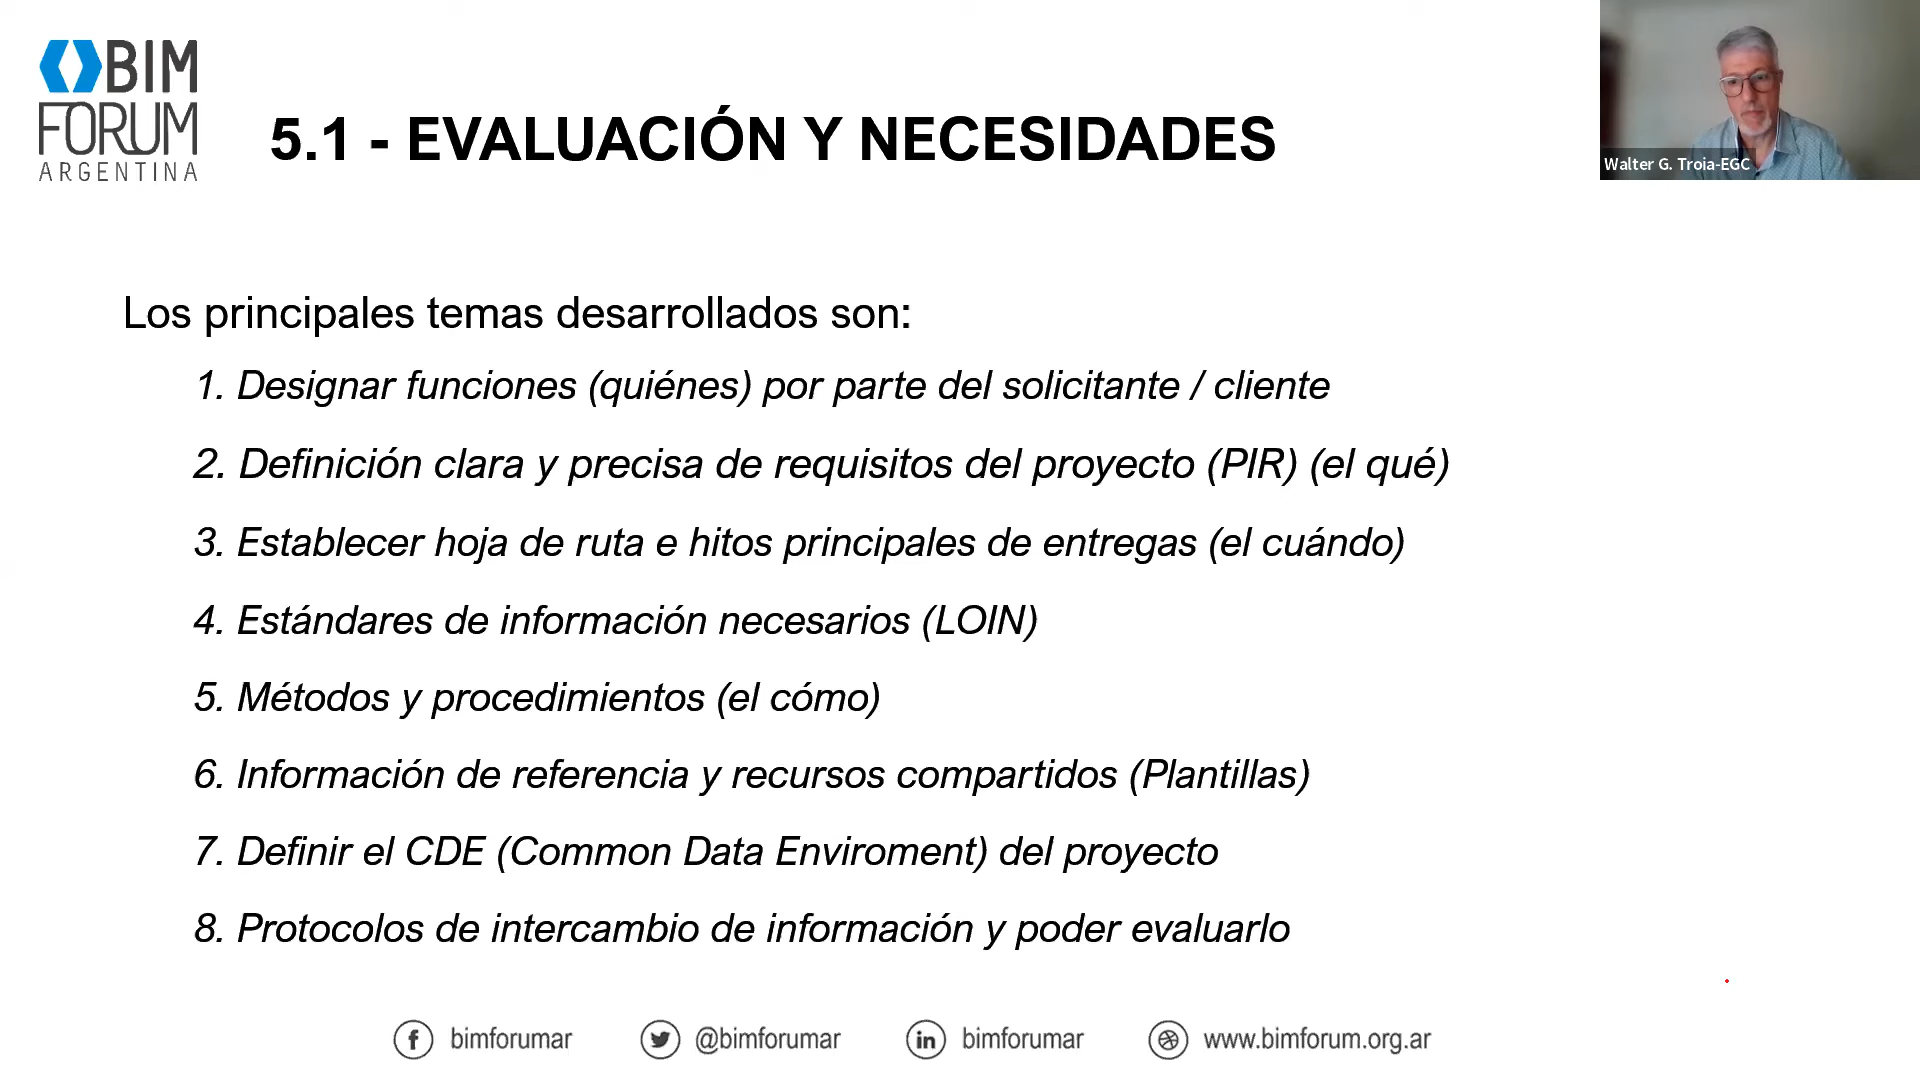 BIM
FORUM
ARGENTINA
5.1 - EVALUACIÓN Y NECESIDADES
Walter G. Troia-EGC
Los principales temas desarrollados son:
1. Designar funciones (quiénes) por parte del solicitante / cliente
2. Definición clara y precisa de requisitos del proyecto (PIR) (el qué)
3. Establecer hoja de ruta e hitos principales de entregas (el cuándo)
4. Estándares de información necesarios (LOIN)
5. Métodos y procedimientos (el cómo)
6. Información de referencia y recursos compartidos (Plantillas)
7. Definir el CDE (Common Data Enviroment) del proyecto
8. Protocolos de intercambio de información y poder evaluarlo
bimforumar @bimforumar bimforumar www.bimforum.org.ar